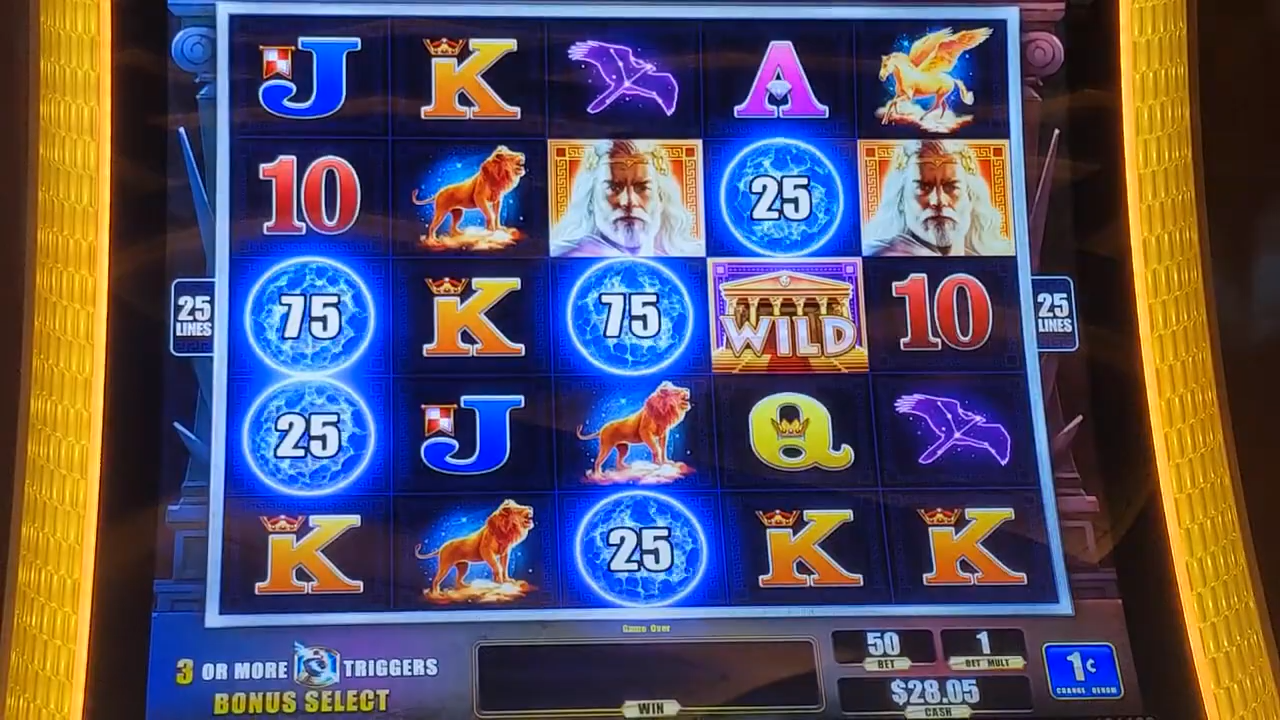 J K A
10 25
75 K 75 WILD 10
25 J Q
K 25 K K
25 LINES
25 LINES
Game Over
3 OR MORE TRIGGERS
BONUS SELECT
50 BET
1 BET MULT
1¢
CHANGE DENOM
WIN
$28.05
CASH